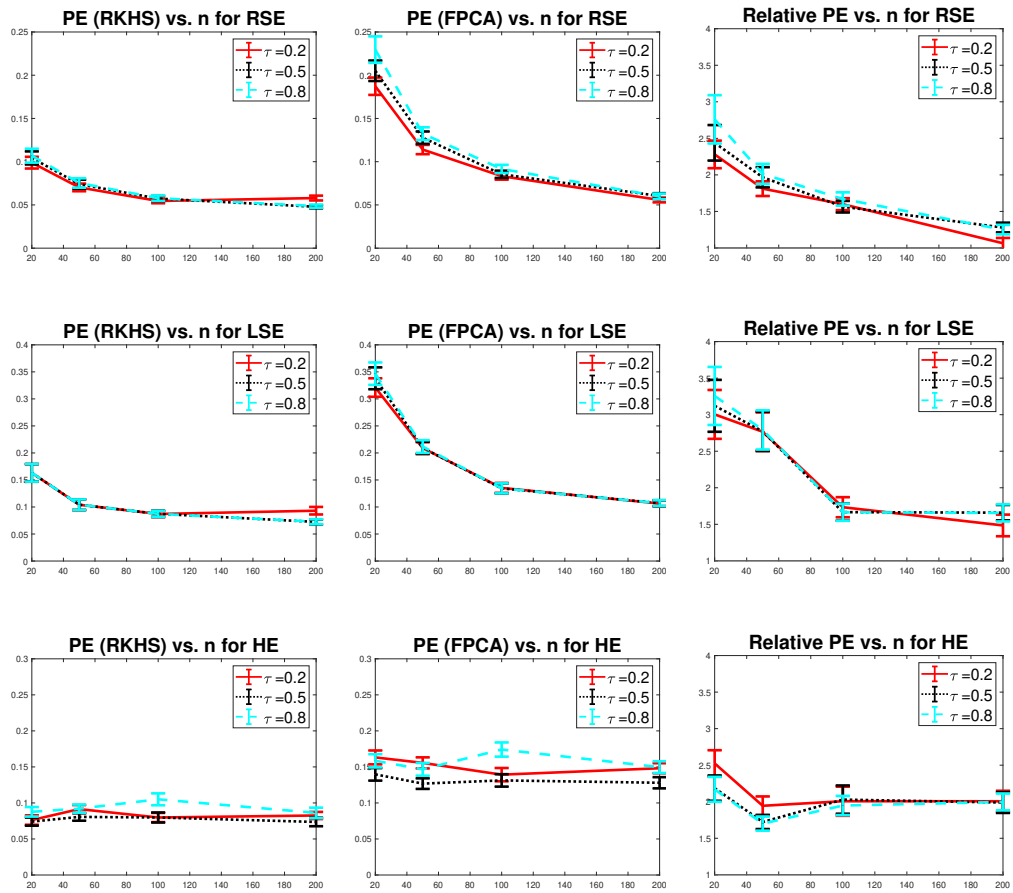 PE (RKHS) vs. n for RSE
0.25
0.2
0.15
0.1
0.05
0
20 40 60 80 100 120 140 160 180 200
τ =0.2
τ =0.5
τ =0.8
PE (FPCA) vs. n for RSE
0.25
0.2
0.15
0.1
0.05
0
20 40 60 80 100 120 140 160 180 200
τ =0.2
τ =0.5
τ =0.8
Relative PE vs. n for RSE
4
3.5
3
2.5
2
1.5
1
20 40 60 80 100 120 140 160 180 200
τ =0.2
τ =0.5
τ =0.8
PE (RKHS) vs. n for LSE
0.4
0.35
0.3
0.25
0.2
0.15
0.1
0.05
0
20 40 60 80 100 120 140 160 180 200
τ =0.2
τ =0.5
τ =0.8
PE (FPCA) vs. n for LSE
0.4
0.35
0.3
0.25
0.2
0.15
0.1
0.05
0
20 40 60 80 100 120 140 160 180 200
τ =0.2
τ =0.5
τ =0.8
Relative PE vs. n for LSE
4
3.5
3
2.5
2
1.5
1
20 40 60 80 100 120 140 160 180 200
τ =0.2
τ =0.5
τ =0.8
PE (RKHS) vs. n for HE
0.3
0.25
0.2
0.15
0.1
0.05
0
20 40 60 80 100 120 140 160 180 200
τ =0.2
τ =0.5
τ =0.8
PE (FPCA) vs. n for HE
0.3
0.25
0.2
0.15
0.1
0.05
0
20 40 60 80 100 120 140 160 180 200
τ =0.2
τ =0.5
τ =0.8
Relative PE vs. n for HE
4
3.5
3
2.5
2
1.5
1
20 40 60 80 100 120 140 160 180 200
τ =0.2
τ =0.5
τ =0.8